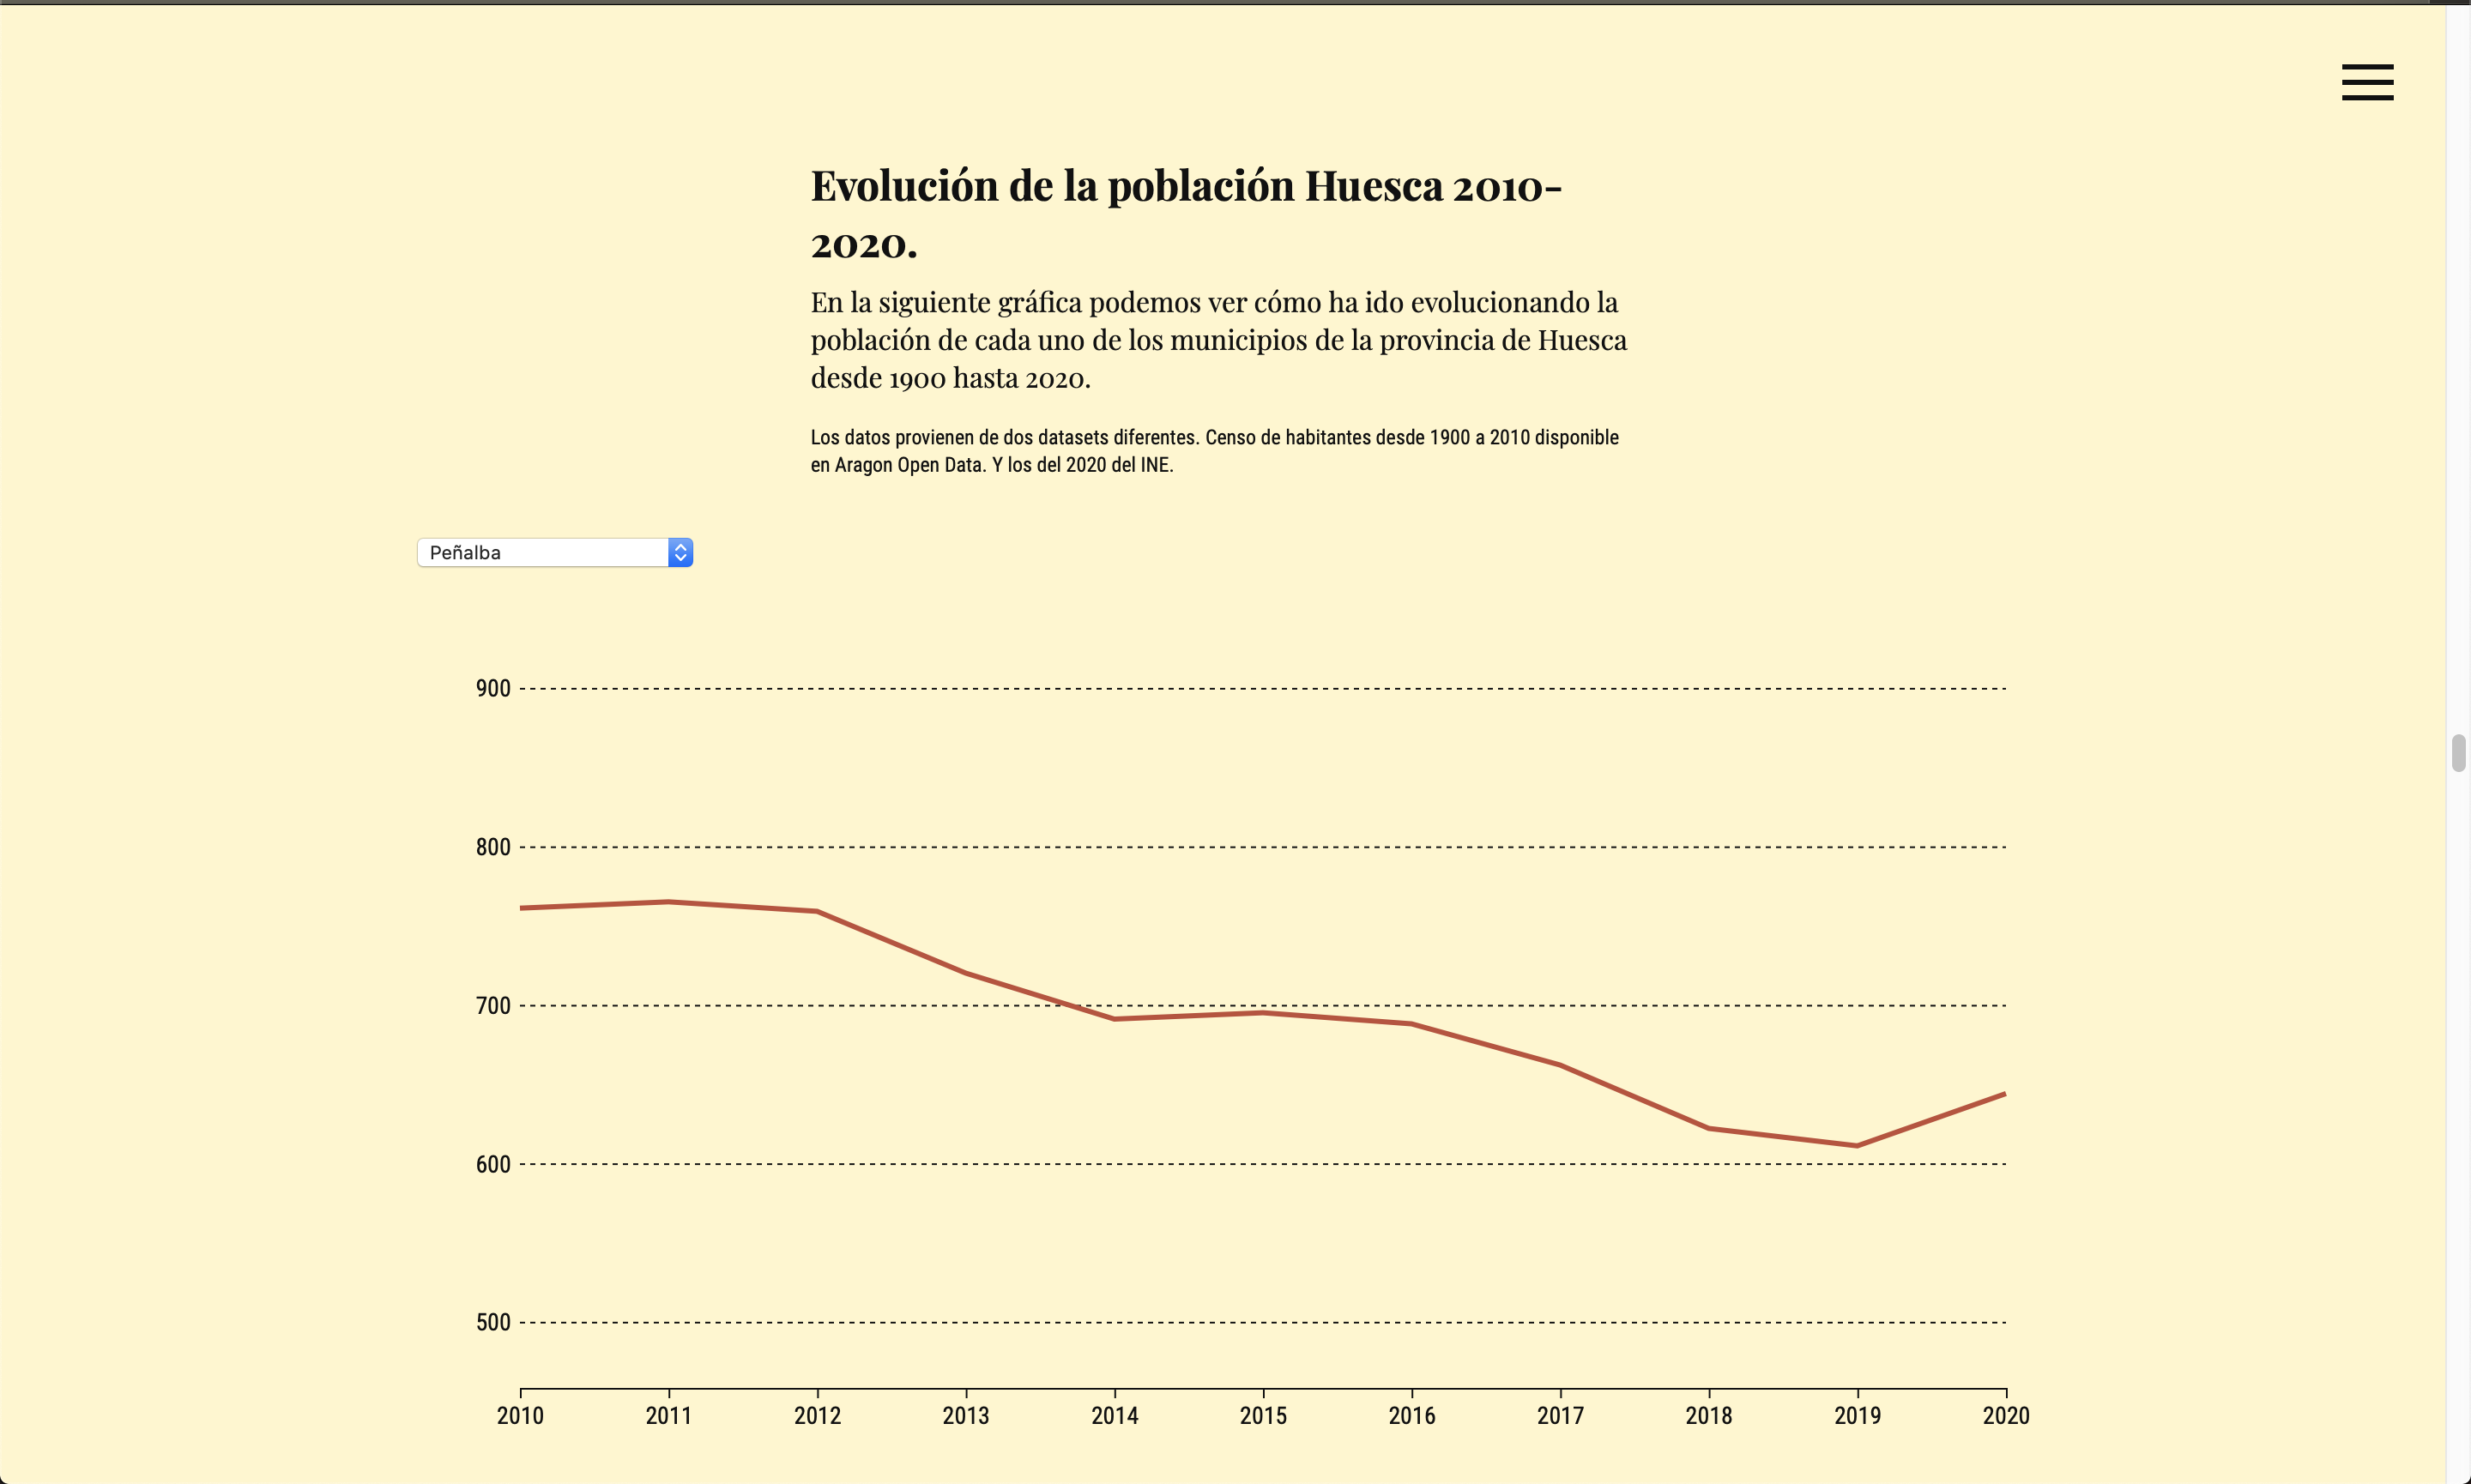 Evolución de la población Huesca 2010-
2020.
En la siguiente gráfica podemos ver cómo ha ido evolucionando la
población de cada uno de los municipios de la provincia de Huesca
desde 1900 hasta 2020.
Los datos provienen de dos datasets diferentes. Censo de habitantes desde 1900 a 2010 disponible
en Aragon Open Data. Y los del 2020 del INE.
Peñalba
900
800
700
600
500
2010 2011 2012 2013 2014 2015 2016 2017 2018 2019 2020